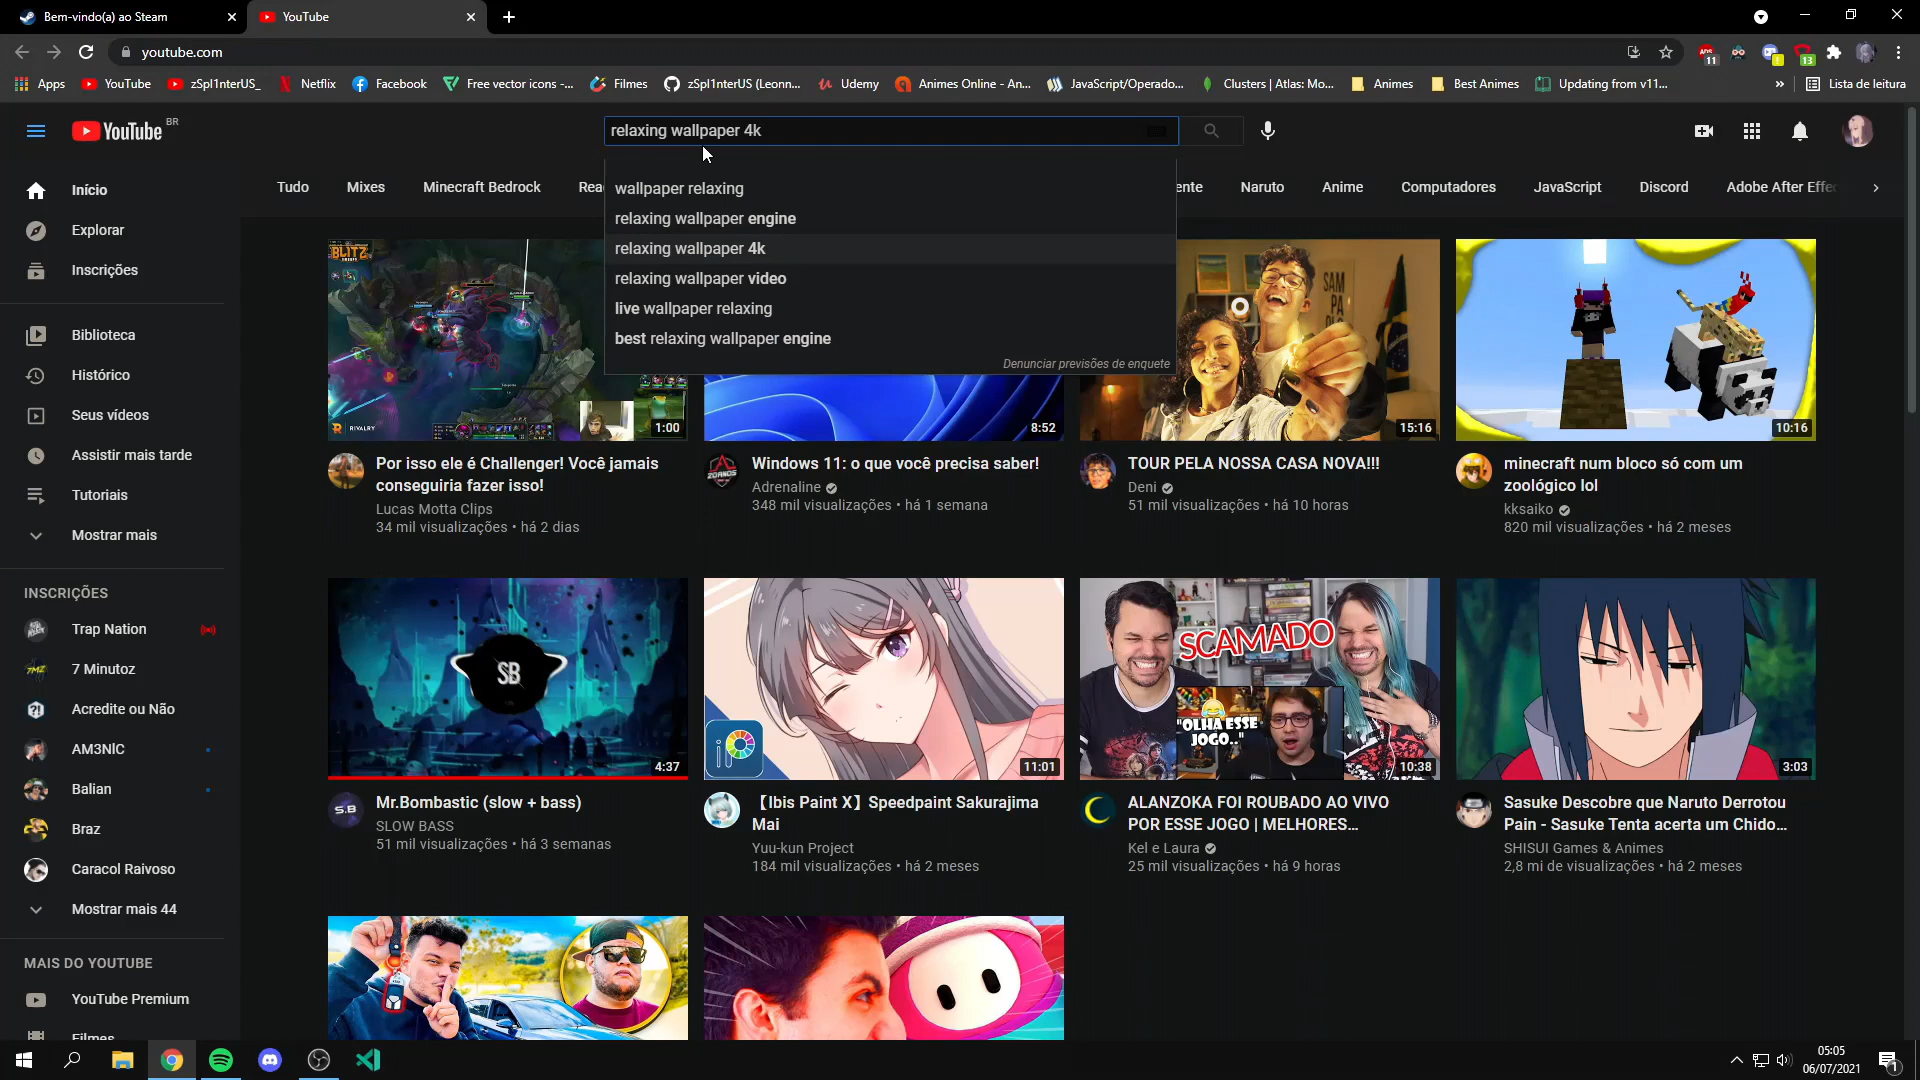 Bem-vindo(a) ao Steam
YouTube
youtube.com
11
13
Apps
YouTube
zSpl1nterUS_
Netflix
Facebook
Free vector icons -...
Filmes
zSpl1nterUS (Leonn...
Udemy
Animes Online - An...
JavaScript/Operado...
Clusters | Atlas: Mo...
Animes
Best Animes
Updating from v11...
»
Lista de leitura
YouTube BR
relaxing wallpaper 4k
wallpaper relaxing
relaxing wallpaper engine
relaxing wallpaper 4k
relaxing wallpaper video
live wallpaper relaxing
best relaxing wallpaper engine
Denunciar previsões de enquete
Tudo
Mixes
Minecraft Bedrock
Rea
ente
Naruto
Anime
Computadores
JavaScript
Discord
Adobe After Effec
Início
Explorar
Inscrições
Biblioteca
Histórico
Seus vídeos
Assistir mais tarde
Tutoriais
Mostrar mais
INSCRIÇÕES
Trap Nation
7 Minutoz
Acredite ou Não
AM3NIC
Balian
Braz
Caracol Raivoso
Mostrar mais 44
MAIS DO YOUTUBE
YouTube Premium
Filmes
BLITZ
RIVALRY
1:00
Por isso ele é Challenger! Você jamais
conseguiria fazer isso!
Lucas Motta Clips
34 mil visualizações • há 2 dias
8:52
Windows 11: o que você precisa saber!
Adrenaline
348 mil visualizações • há 1 semana
SAM
PA
15:16
TOUR PELA NOSSA CASA NOVA!!!
Deni
51 mil visualizações • há 10 horas
10:16
minecraft num bloco só com um
zoológico lol
kksaiko
820 mil visualizações • há 2 meses
SB
4:37
S.B
Mr.Bombastic (slow + bass)
SLOW BASS
51 mil visualizações • há 3 semanas
11:01
【Ibis Paint X】Speedpaint Sakurajima
Mai
Yuu-kun Project
184 mil visualizações • há 2 meses
SCAMADO
"OLHA ESSE
JOGO.."
10:38
ALANZOKA FOI ROUBADO AO VIVO
POR ESSE JOGO | MELHORES...
Kel e Laura
25 mil visualizações • há 9 horas
3:03
Sasuke Descobre que Naruto Derrotou
Pain - Sasuke Tenta acerta um Chido...
SHISUI Games & Animes
2,8 mi de visualizações • há 2 meses
05:05
06/07/2021
1